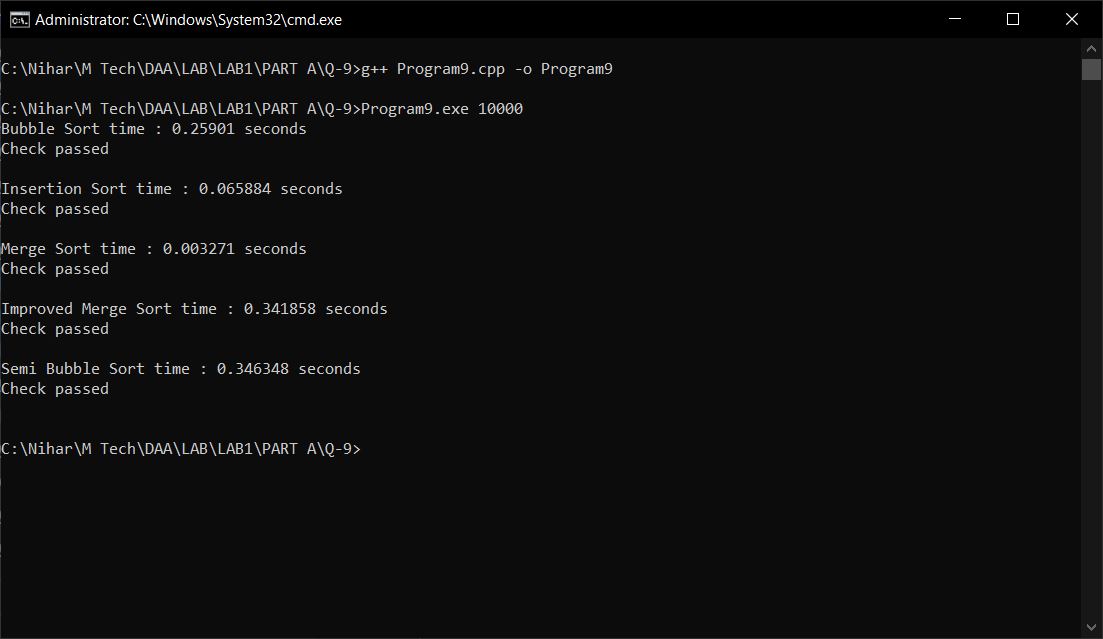 Administrator: C:\Windows\System32\cmd.exe
C:\Nihar\M Tech\DAA\LAB\LAB1\PART A\Q-9>g++ Program9.cpp -o Program9
C:\Nihar\M Tech\DAA\LAB\LAB1\PART A\Q-9>Program9.exe 10000
Bubble Sort time : 0.25901 seconds
Check passed
Insertion Sort time : 0.065884 seconds
Check passed
Merge Sort time : 0.003271 seconds
Check passed
Improved Merge Sort time : 0.341858 seconds
Check passed
Semi Bubble Sort time : 0.346348 seconds
Check passed
C:\Nihar\M Tech\DAA\LAB\LAB1\PART A\Q-9>